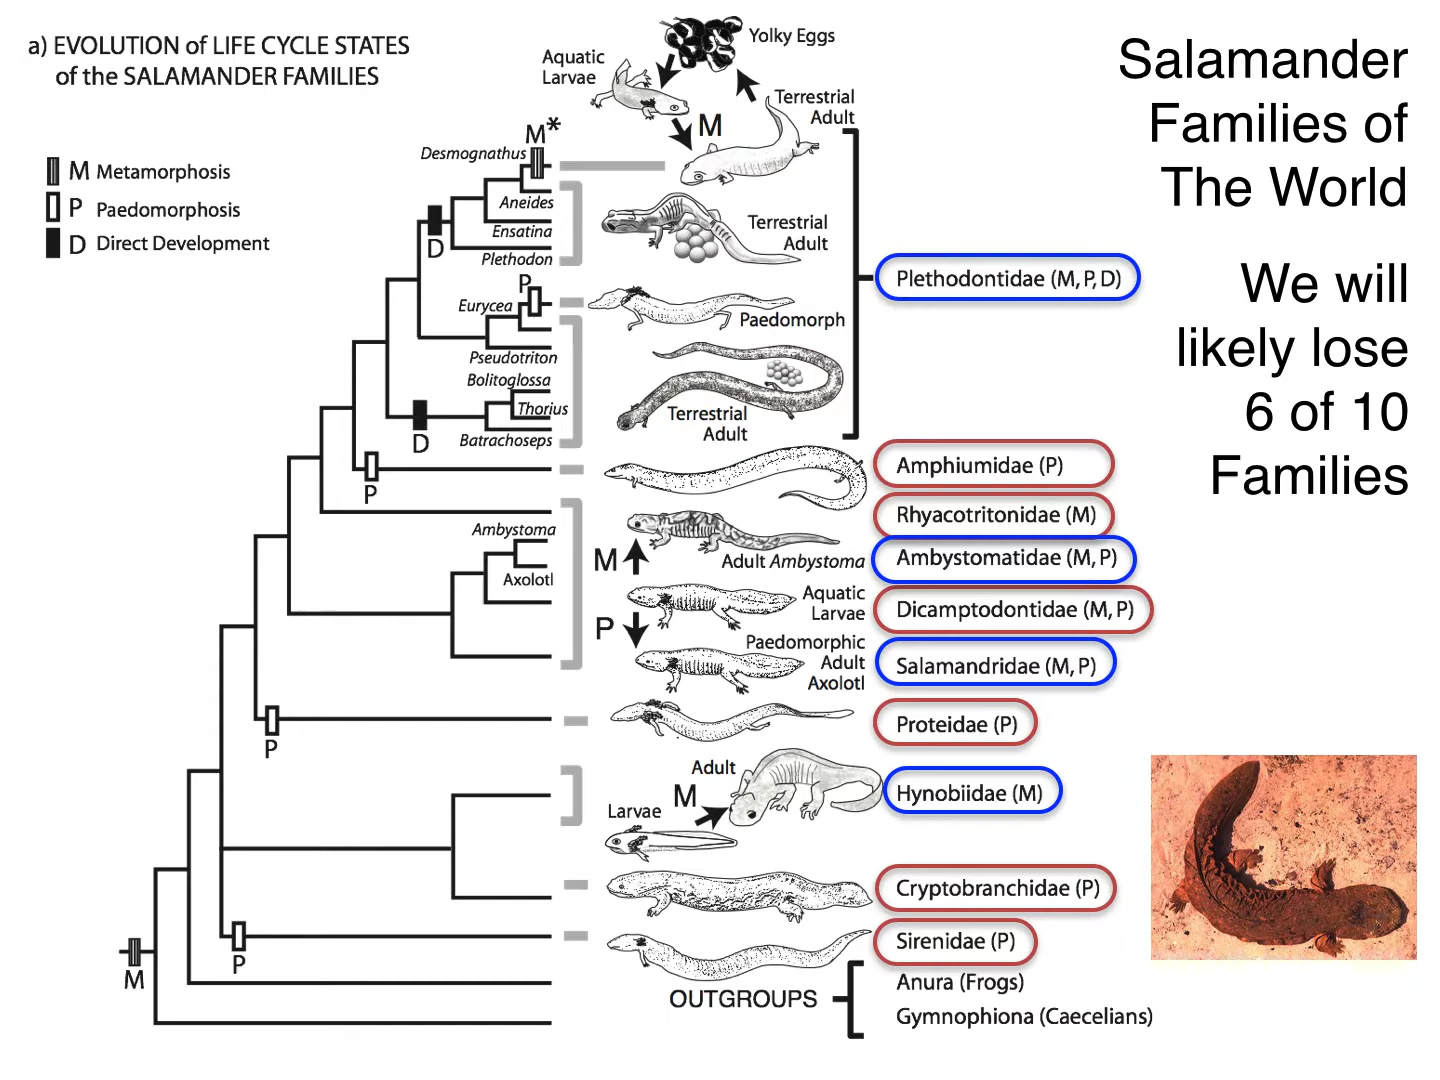 a) EVOLUTION of LIFE CYCLE STATES
of the SALAMANDER FAMILIES
M Metamorphosis
P Paedomorphosis
D Direct Development
Salamander
Families of
The World
We will
likely lose
6 of 10
Families
Yolky Eggs
Aquatic
Larvae
M
Terrestrial
Adult
M*
Desmognathus
Aneides
Ensatina
Plethodon
D
Terrestrial
Adult
P
Eurycea
Pseudotriton
Paedomorph
Bolitoglossa
Thorius
Batrachoseps
D
Terrestrial
Adult
Plethodontidae (M, P, D)
P
Amphiumidae (P)
Rhyacotritonidae (M)
Ambystoma
Axolotl
M
Adult Ambystoma
Ambystomatidae (M, P)
Aquatic
Larvae
Dicamptodontidae (M, P)
P
Paedomorphic
Adult
Axolotl
Salamandridae (M, P)
P
Proteidae (P)
Adult
M
Larvae
Hynobiidae (M)
Cryptobranchidae (P)
P
Sirenidae (P)
M
OUTGROUPS
Anura (Frogs)
Gymnophiona (Caecelians)